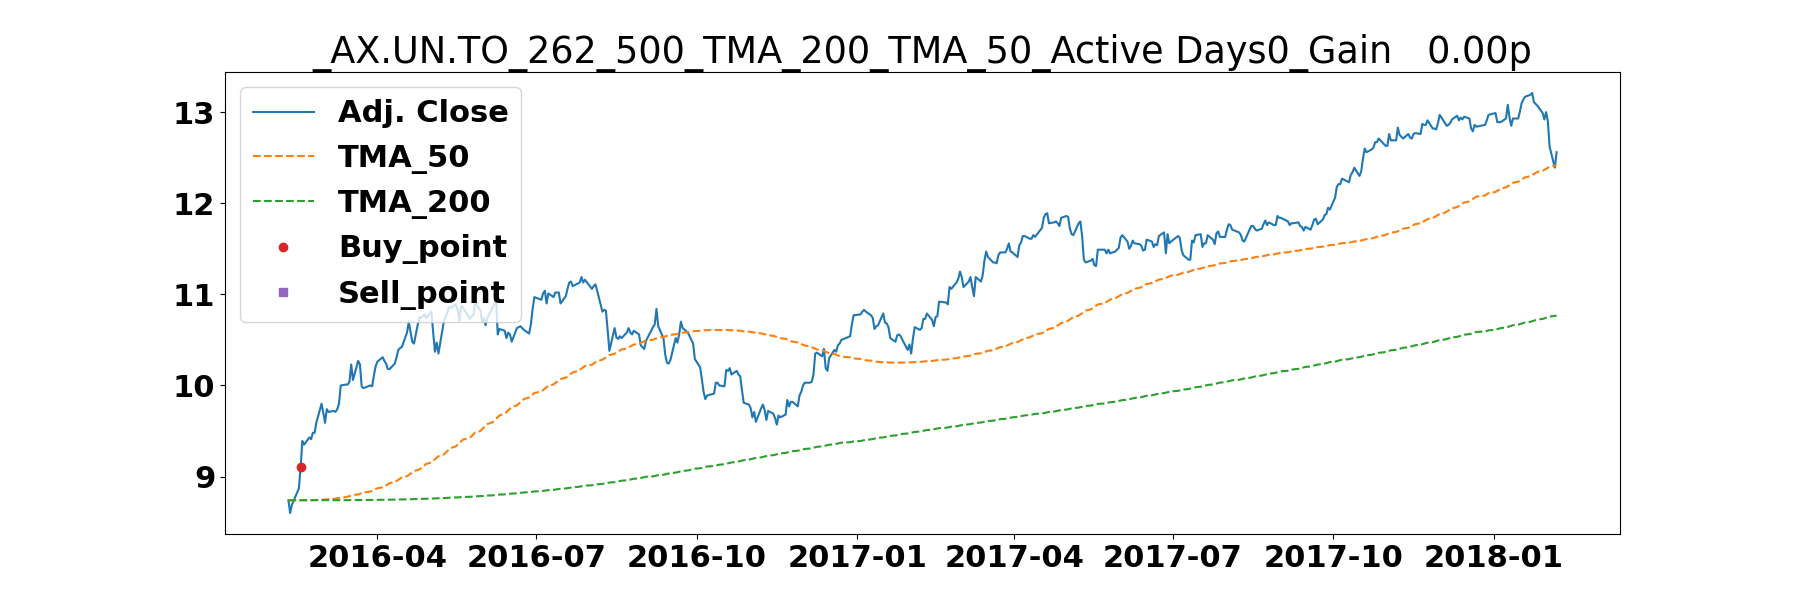 _AX.UN.TO_262_500_TMA_200_TMA_50_Active Days0_Gain   0.00p
Adj. Close
TMA_50
TMA_200
Buy_point
Sell_point
13
12
11
10
9
2016-04 2016-07 2016-10 2017-01 2017-04 2017-07 2017-10 2018-01